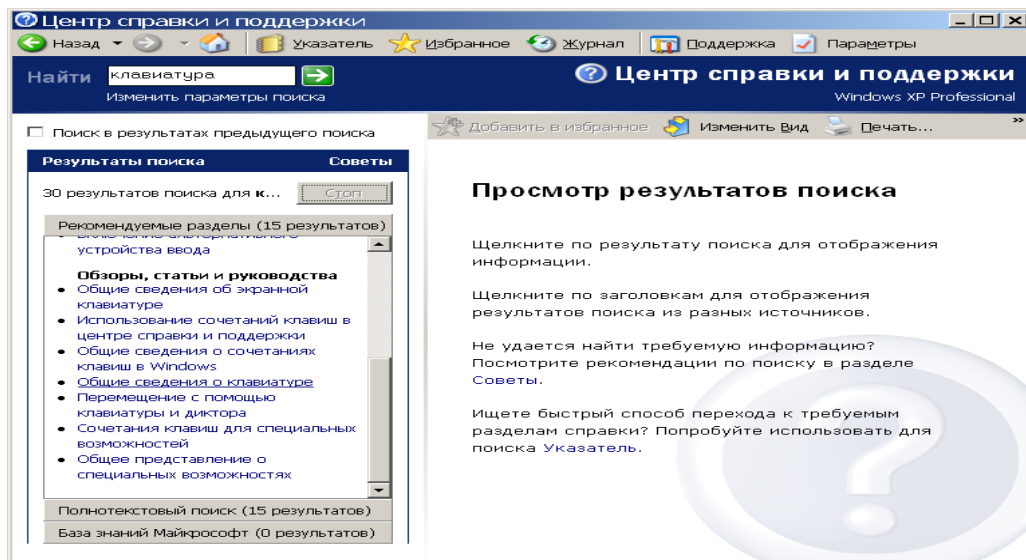 Центр справки и поддержки
Назад Указатель Избранное Журнал Поддержка Параметры
Найти клавиатура
Изменить параметры поиска
Центр справки и поддержки
Windows XP Professional
Поиск в результатах предыдущего поиска
Результаты поиска Советы
30 результатов поиска для к... Стоп
Рекомендуемые разделы (15 результатов)
устройства ввода
Обзоры, статьи и руководства
Общие сведения об экранной
клавиатуре
Использование сочетаний клавиш в
центре справки и поддержки
Общие сведения о сочетаниях
клавиш в Windows
Общие сведения о клавиатуре
Перемещение с помощью
клавиатуры и диктора
Сочетания клавиш для специальных
возможностей
Общее представление о
специальных возможностях
Полнотекстовый поиск (15 результатов)
База знаний Майкрософт (0 результатов)
Добавить в избранное Изменить Вид Печать... »
Просмотр результатов поиска
Щелкните по результату поиска для отображения
информации.
Щелкните по заголовкам для отображения
результатов поиска из разных источников.
Не удается найти требуемую информацию?
Посмотрите рекомендации по поиску в разделе
Советы.
Ищете быстрый способ перехода к требуемым
разделам справки? Попробуйте использовать для
поиска Указатель.